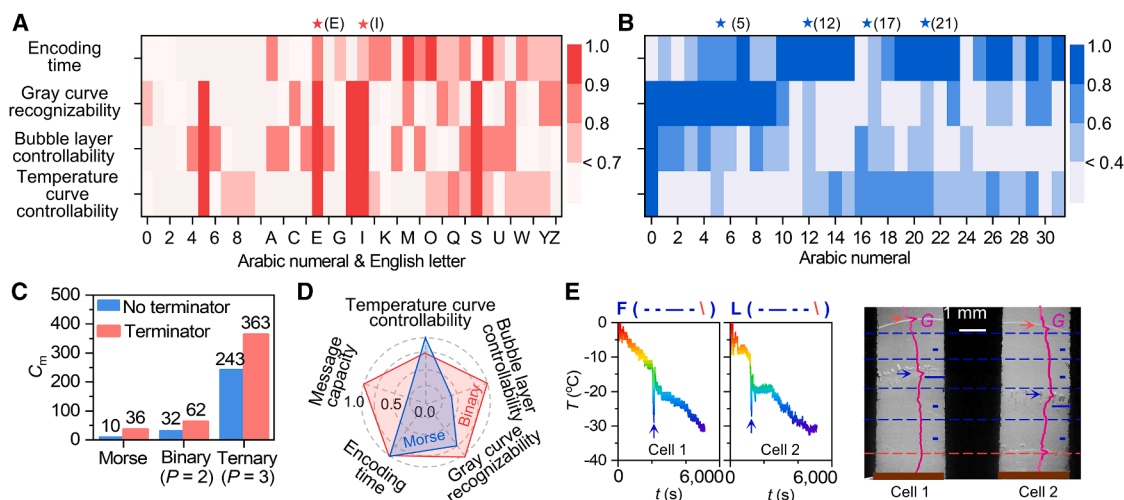 A
★(E) ★(I)
Encoding
time
Gray curve
recognizability
Bubble layer
controllability
Temperature
curve
controllability
1.0
0.9
0.8
< 0.7
0 2 4 6 8 A C E G I K M O Q S U W Y Z
Arabic numeral & English letter
B
★(5) ★(12) ★(17) ★(21)
1.0
0.8
0.6
< 0.4
0 2 4 6 8 10 12 14 16 18 20 22 24 26 28 30
Arabic numeral
C
500
400
300
200
100
0
Cm
No terminator
Terminator
10 36 32 62 243 363
Morse Binary Ternary
(P = 2) (P = 3)
D
Temperature curve
controllability
Bubble layer
controllability
Gray curve
recognizability
Encoding
time
Message
capacity
1.0 0.5 0.0
Binary
Morse
E
F ( - - — - \ ) L ( - — - - \ )
0
-10
-20
-30
-40
T (°C)
Cell 1 Cell 2
0 6,0000 6,000
t (s) t (s)
G 1 mm G
Cell 1 Cell 2